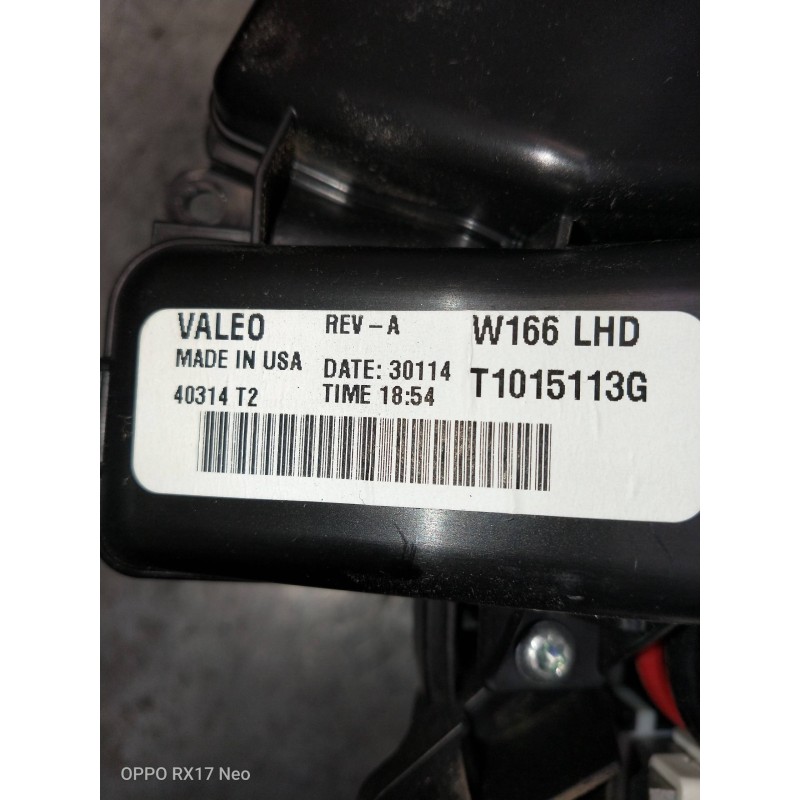 VALEO
MADE IN USA
40314 T2
REV-A
DATE: 30114
TIME 18:54
W166 LHD
T1015113G
OPPO RX17 Neo